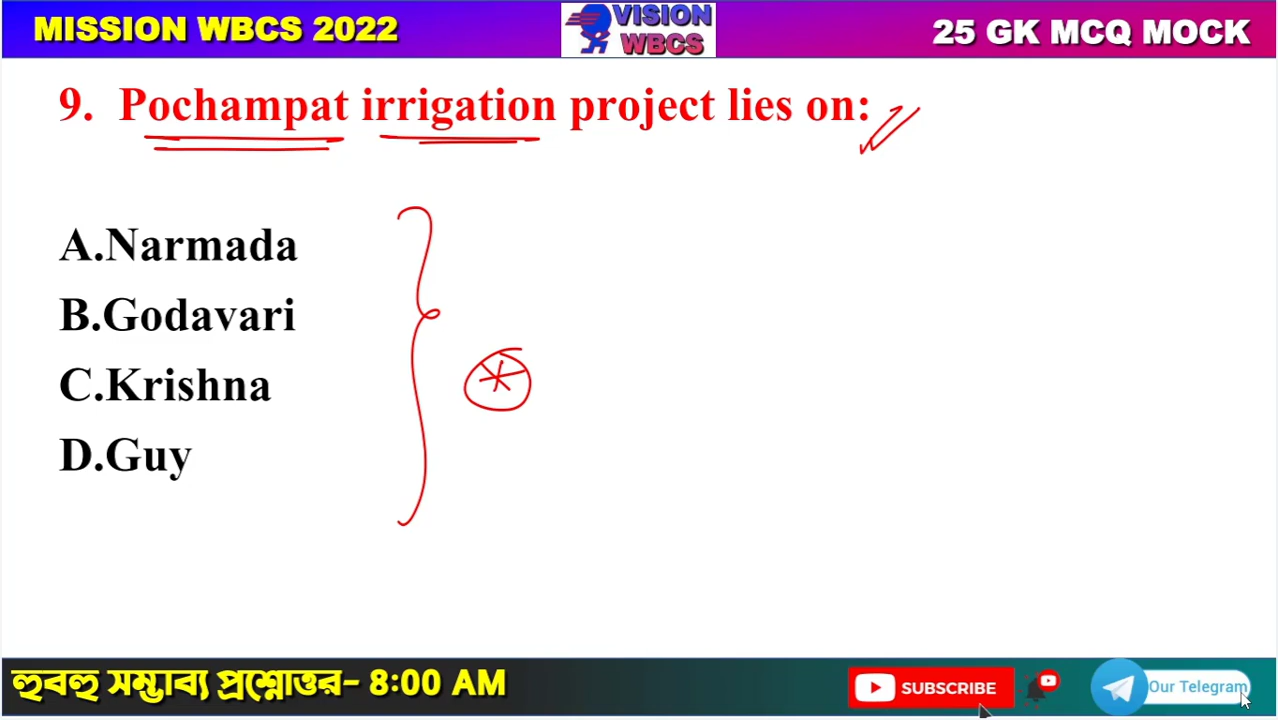 MISSION WBCS 2022
VISION
WBCS
25 GK MCQ MOCK
9. Pochampat irrigation project lies on:
A.Narmada
B.Godavari
C.Krishna
D.Guy
হুবহু সম্ভাব্য প্রশ্নোত্তর- 8:00 AM
SUBSCRIBE
Our Telegram